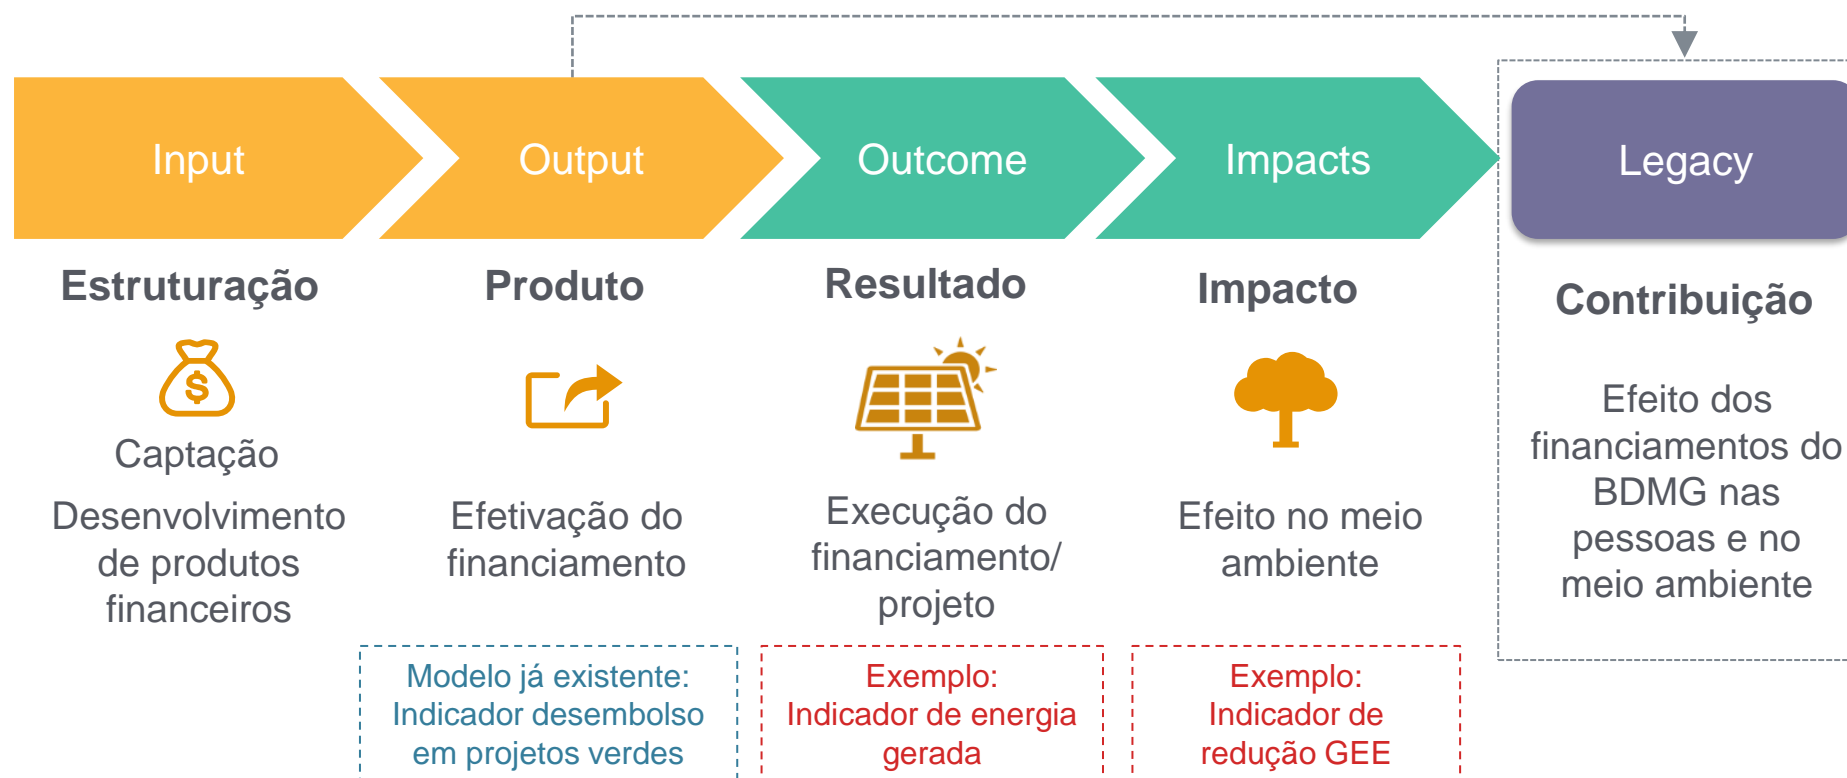 Input
Output
Outcome
Impacts
Legacy
Estruturação
Produto
Resultado
Impacto
Contribuição
$
Captação
Desenvolvimento
de produtos
financeiros
Efetivação do
financiamento
Execução do
financiamento/
projeto
Efeito no meio
ambiente
Efeito dos
financiamentos do
BDMG nas
pessoas e no
meio ambiente
Modelo já existente:
Indicador desembolso
em projetos verdes
Exemplo:
Indicador de energia
gerada
Exemplo:
Indicador de
redução GEE